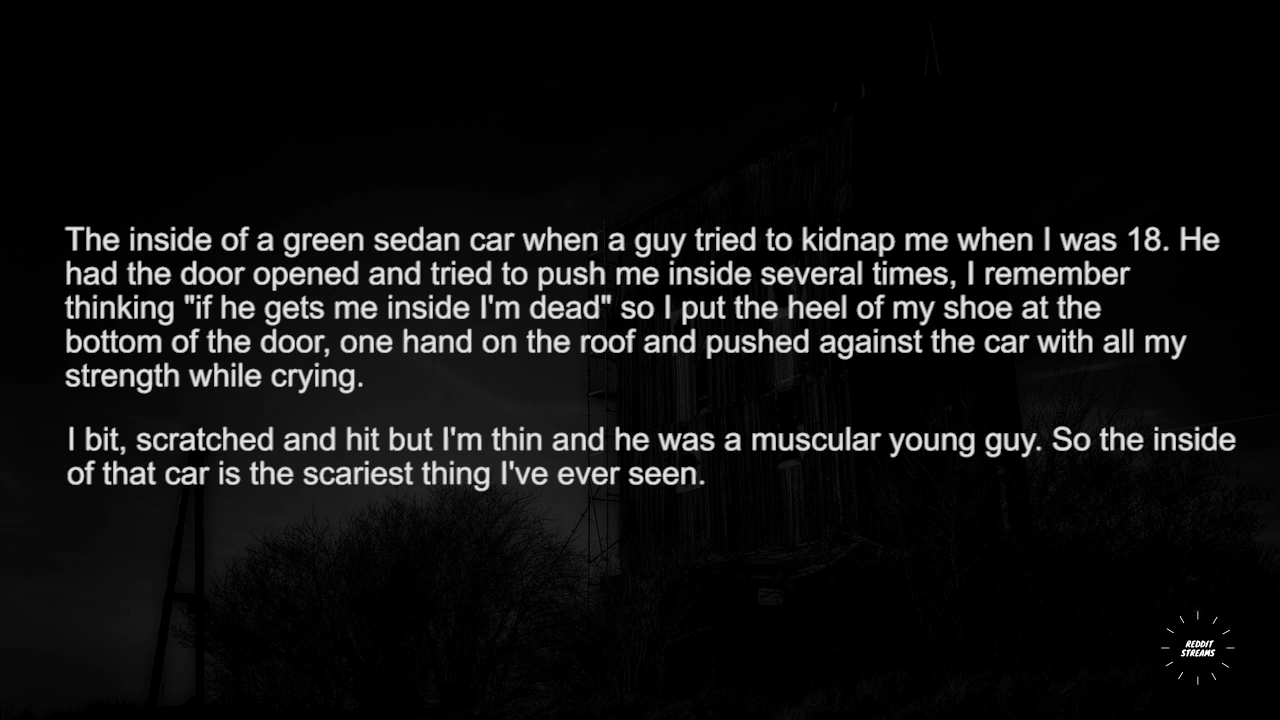 The inside of a green sedan car when a guy tried to kidnap me when I was 18. He
had the door opened and tried to push me inside several times, I remember
thinking "if he gets me inside I'm dead" so I put the heel of my shoe at the
bottom of the door, one hand on the roof and pushed against the car with all my
strength while crying.
I bit, scratched and hit but I'm thin and he was a muscular young guy. So the inside
of that car is the scariest thing I've ever seen.
REDDIT
STREAMS